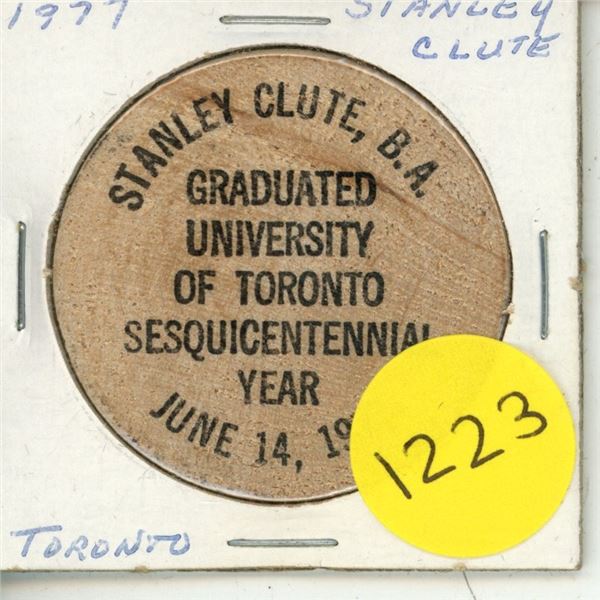 1977
STANLEY
CLUTE
STANLEY CLUTE, B.A.
GRADUATED
UNIVERSITY
OF TORONTO
SESQUICENTENNIAL
YEAR
JUNE 14, 19
1223
TORONTO